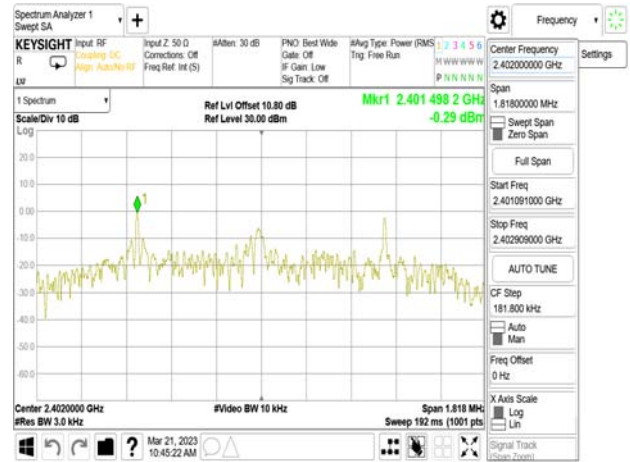 Spectrum Analyzer 1
Swept SA
Frequency
KEYSIGHT
Input: RF
Coupling: DC
Align: Auto/No RF
Input Z: 50 Ω
Corrections: Off
Freq Ref: Int (S)
#Atten: 30 dB
PNO: Best Wide
Gate: Off
IF Gain: Low
Sig Track: Off
#Avg Type: Power (RMS
Trig: Free Run
1 2 3 4 5 6
M W W W W W
P N N N N N
R
LVI
Center Frequency
2.402000000 GHz
Settings
Span
1.81800000 MHz
Swept Span
Zero Span
Full Span
Start Freq
2.401091000 GHz
Stop Freq
2.402909000 GHz
AUTO TUNE
CF Step
181.800 kHz
Auto
Man
Freq Offset
0 Hz
X Axis Scale
Log
Lin
Signal Track
(Span Zoom)
1 Spectrum
Scale/Div 10 dB
Ref Lvl Offset 10.80 dB
Ref Level 30.00 dBm
Mkr1 2.401 498 2 GHz
-0.29 dBm
Log
20.0
10.0
0.00
-10.0
-20.0
-30.0
-40.0
-50.0
-60.0
1
Center 2.4020000 GHz
#Res BW 3.0 kHz
#Video BW 10 kHz
Span 1.818 MHz
Sweep 192 ms (1001 pts
Mar 21, 2023
10:45:22 AM